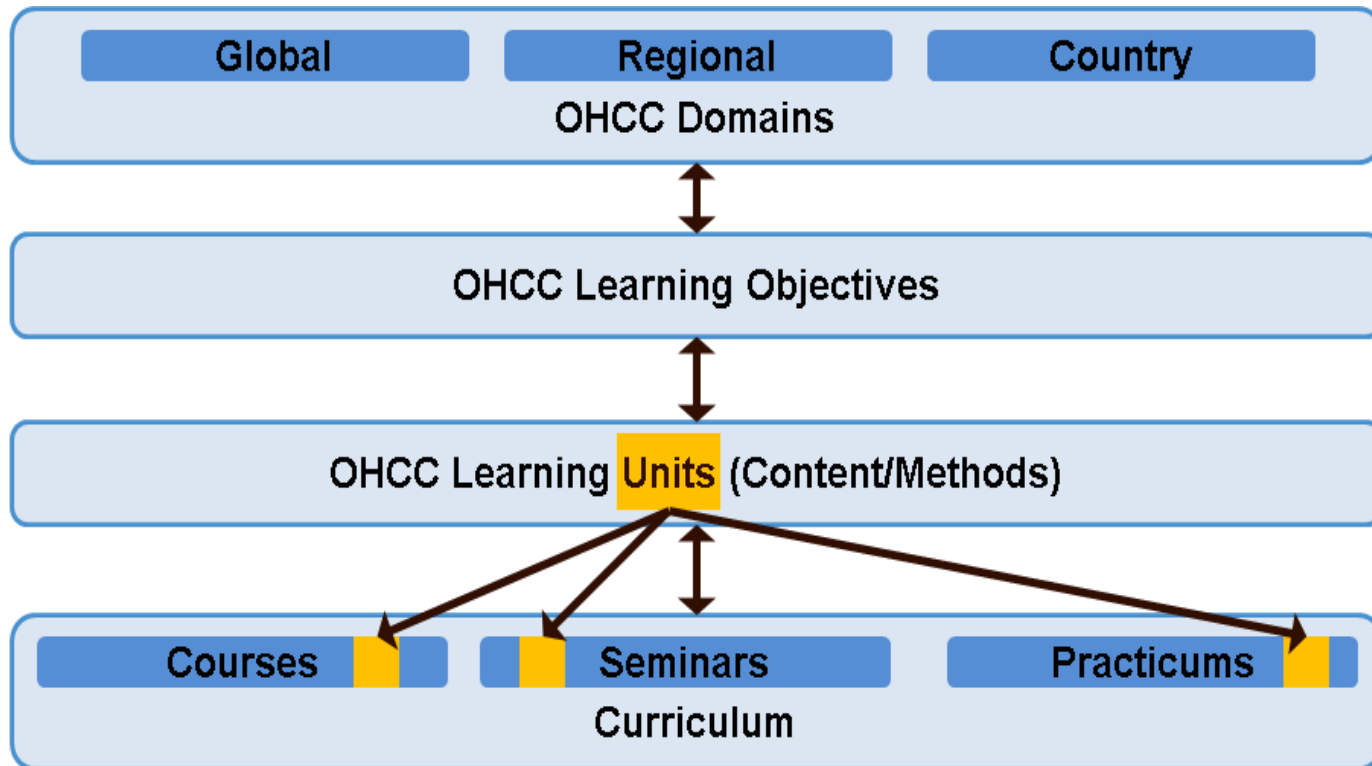 Global Regional Country
OHCC Domains
OHCC Learning Objectives
OHCC Learning Units (Content/Methods)
Courses Seminars Practicums
Curriculum